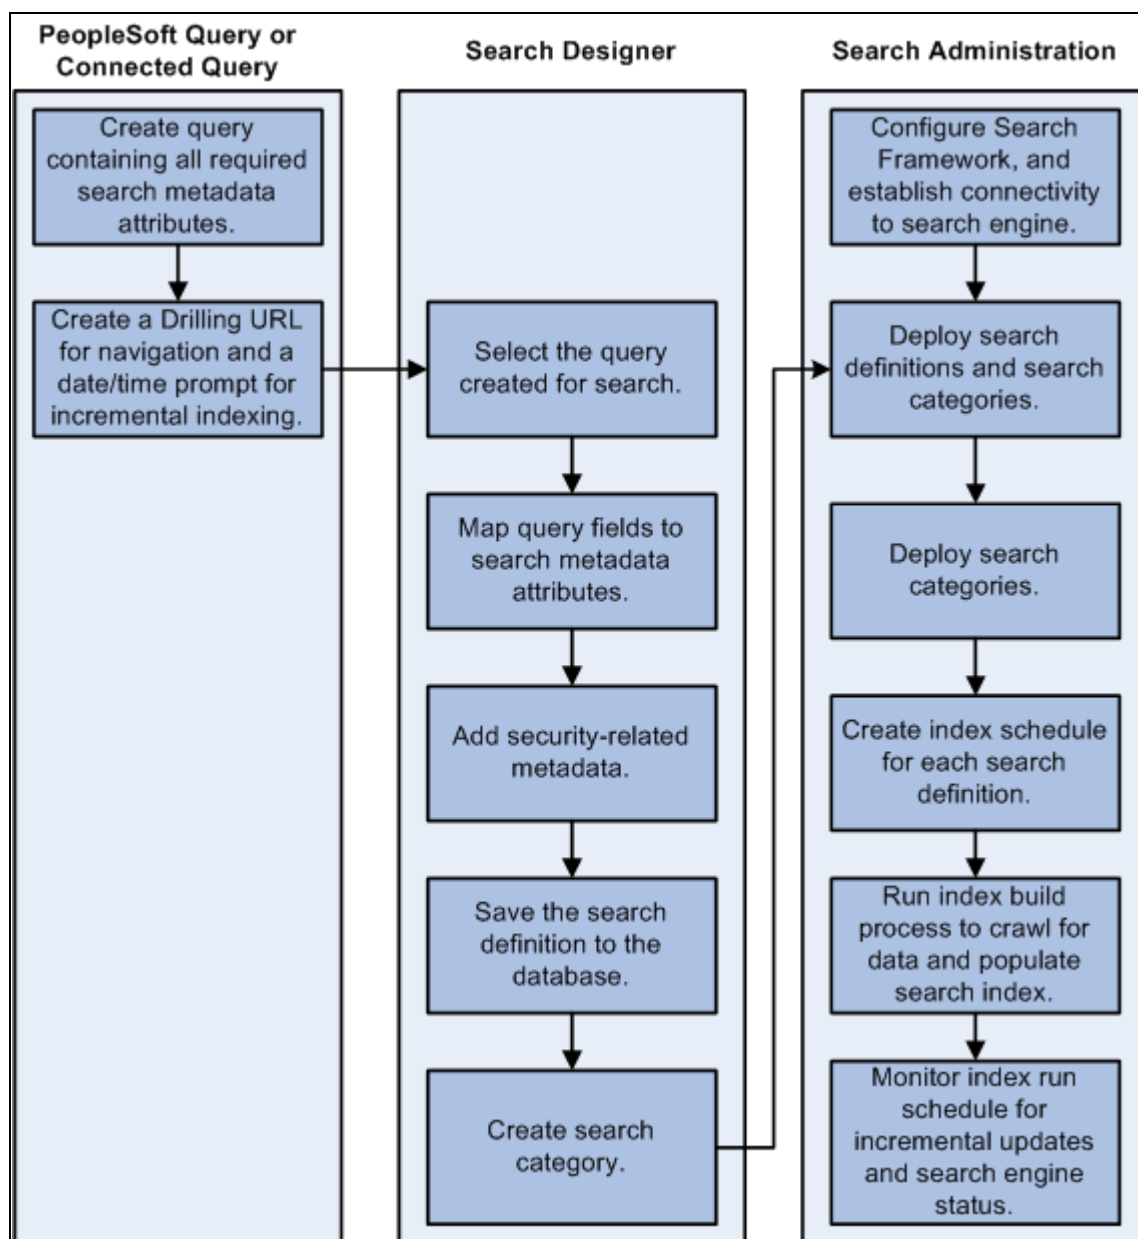 PeopleSoft Query or
Connected Query
Create query
containing all required
search metadata
attributes.
Create a Drilling URL
for navigation and a
date/time prompt for
incremental indexing.
Search Designer
Select the query
created for search.
Map query fields to
search metadata
attributes.
Add security-related
metadata.
Save the search
definition to the
database.
Create search
category.
Search Administration
Configure Search
Framework, and
establish connectivity
to search engine.
Deploy search
definitions and search
categories.
Deploy search
categories.
Create index schedule
for each search
definition.
Run index build
process to crawl for
data and populate
search index.
Monitor index run
schedule for
incremental updates
and search engine
status.